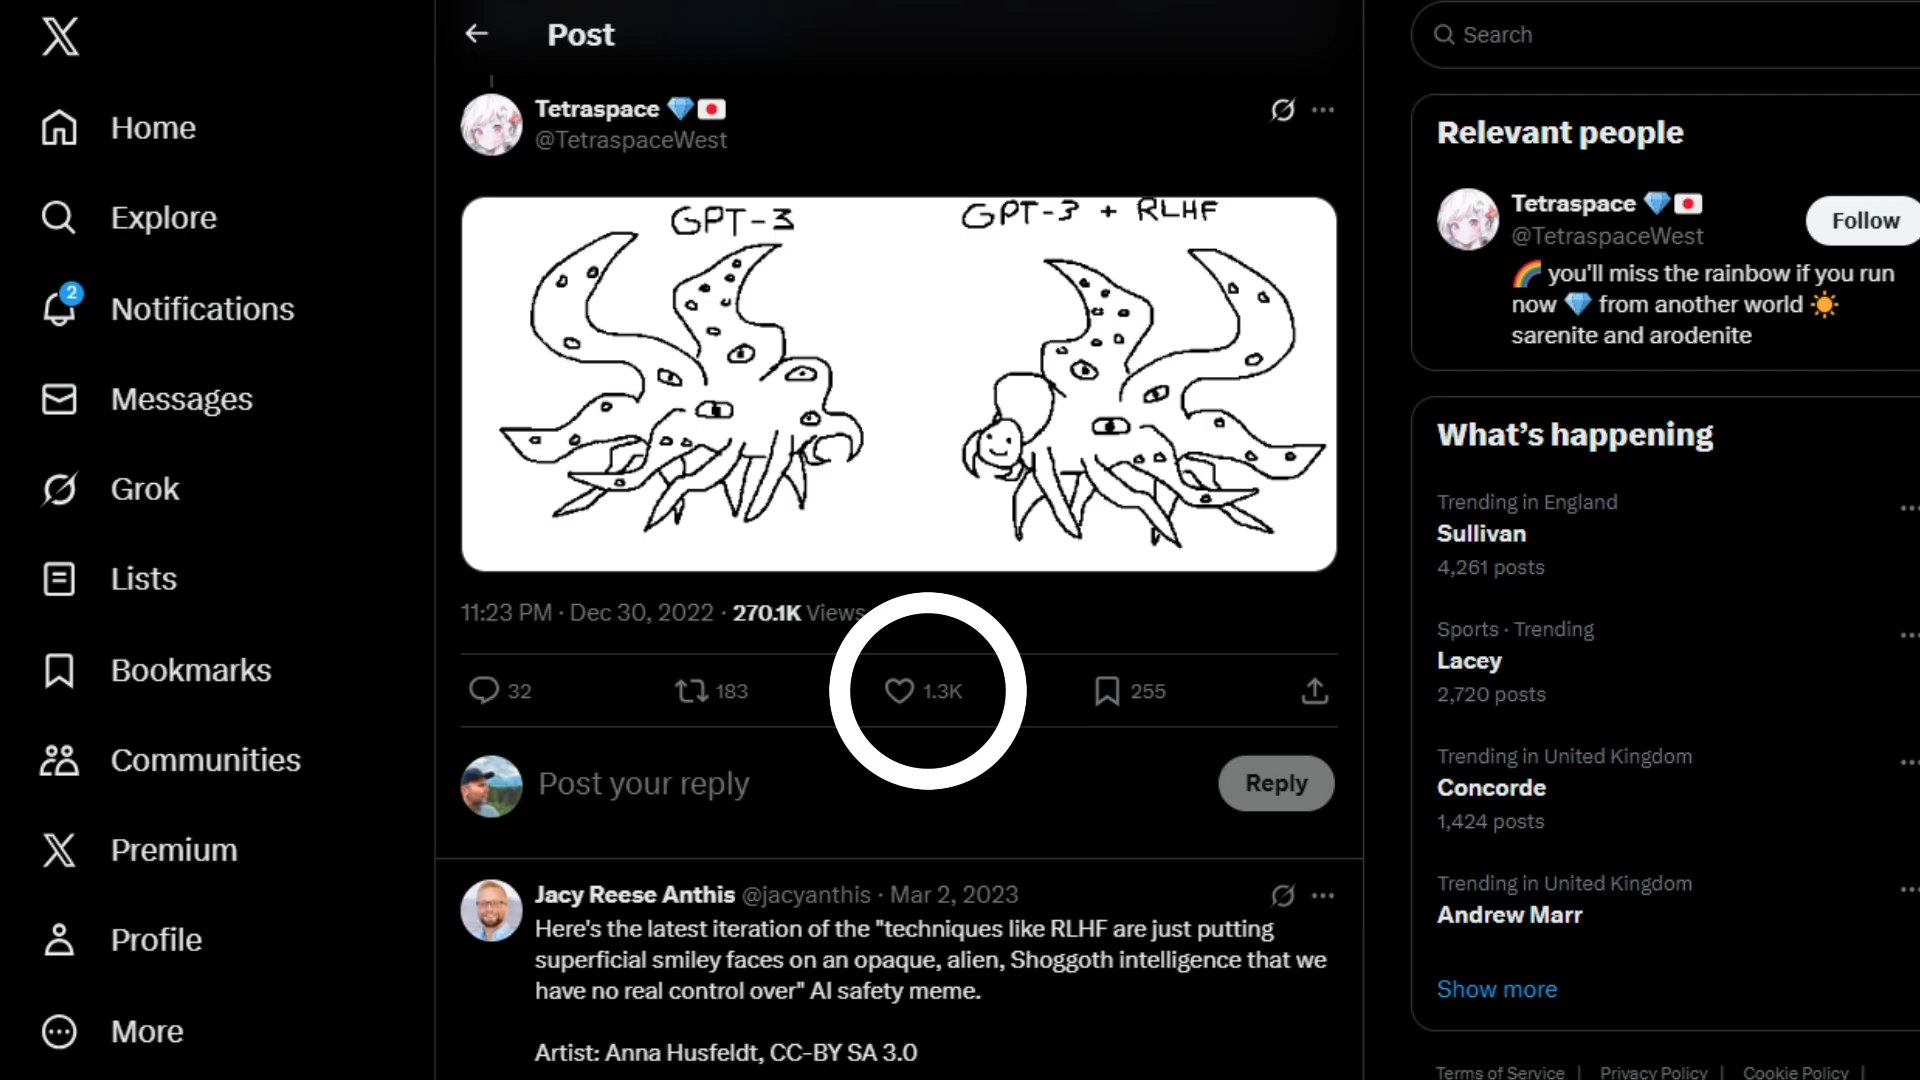 Home
Explore
2
Notifications
Messages
Grok
Lists
Bookmarks
Communities
Premium
Profile
More
Post
Tetraspace
@TetraspaceWest
GPT-3
GPT-3 + RLHF
11:23 PM · Dec 30, 2022 · 270.1K Views
32 183 1.3K 255
Post your reply
Reply
Jacy Reese Anthis @jacyanthis · Mar 2, 2023
Here's the latest iteration of the "techniques like RLHF are just putting
superficial smiley faces on an opaque, alien, Shoggoth intelligence that we
have no real control over" AI safety meme.
Artist: Anna Husfeldt, CC-BY SA 3.0
Search
Relevant people
Tetraspace
@TetraspaceWest
Follow
🌈 you'll miss the rainbow if you run
now 💎 from another world ☀️
sarenite and arodenite
What's happening
Trending in England
Sullivan
4,261 posts
Sports · Trending
Lacey
2,720 posts
Trending in United Kingdom
Concorde
1,424 posts
Trending in United Kingdom
Andrew Marr
Show more
Terms of Service | Privacy Policy | Cookie Policy |